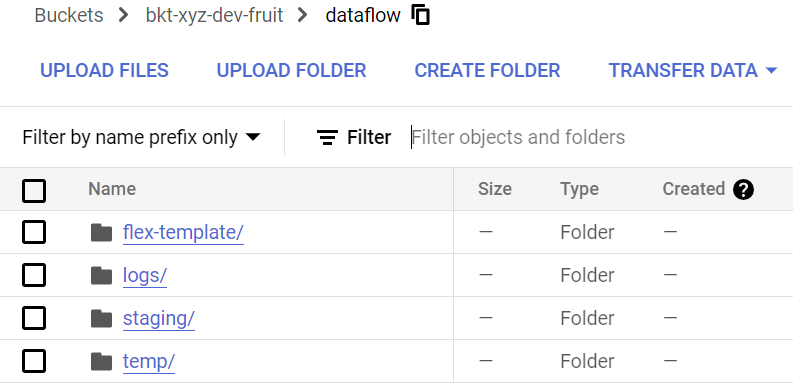 Buckets > bkt-xyz-dev-fruit > dataflow
UPLOAD FILES UPLOAD FOLDER CREATE FOLDER TRANSFER DATA
Filter by name prefix only Filter Filter objects and folders
Name Size Type Created ?
flex-template/ — Folder —
logs/ — Folder —
staging/ — Folder —
temp/ — Folder —